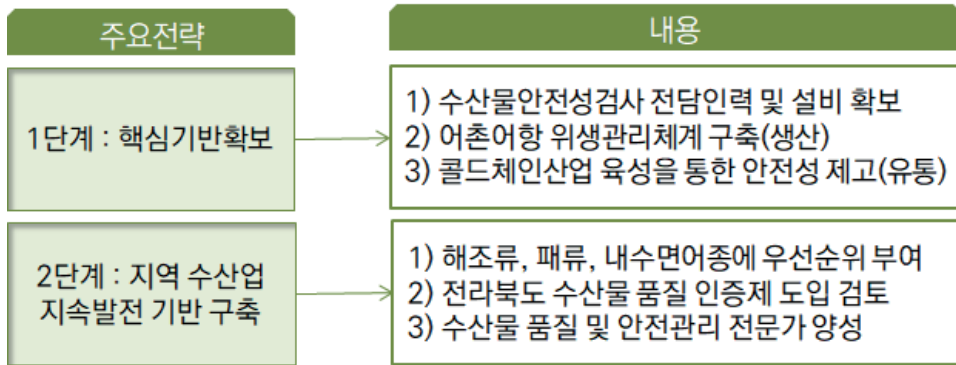 주요전략
내용
1단계 : 핵심기반확보
1) 수산물안전성검사 전담인력 및 설비 확보
2) 어촌어항 위생관리체계 구축(생산)
3) 콜드체인산업 육성을 통한 안전성 제고(유통)
2단계 : 지역 수산업
지속발전 기반 구축
1) 해조류, 패류, 내수면어종에 우선순위 부여
2) 전라북도 수산물 품질 인증제 도입 검토
3) 수산물 품질 및 안전관리 전문가 양성